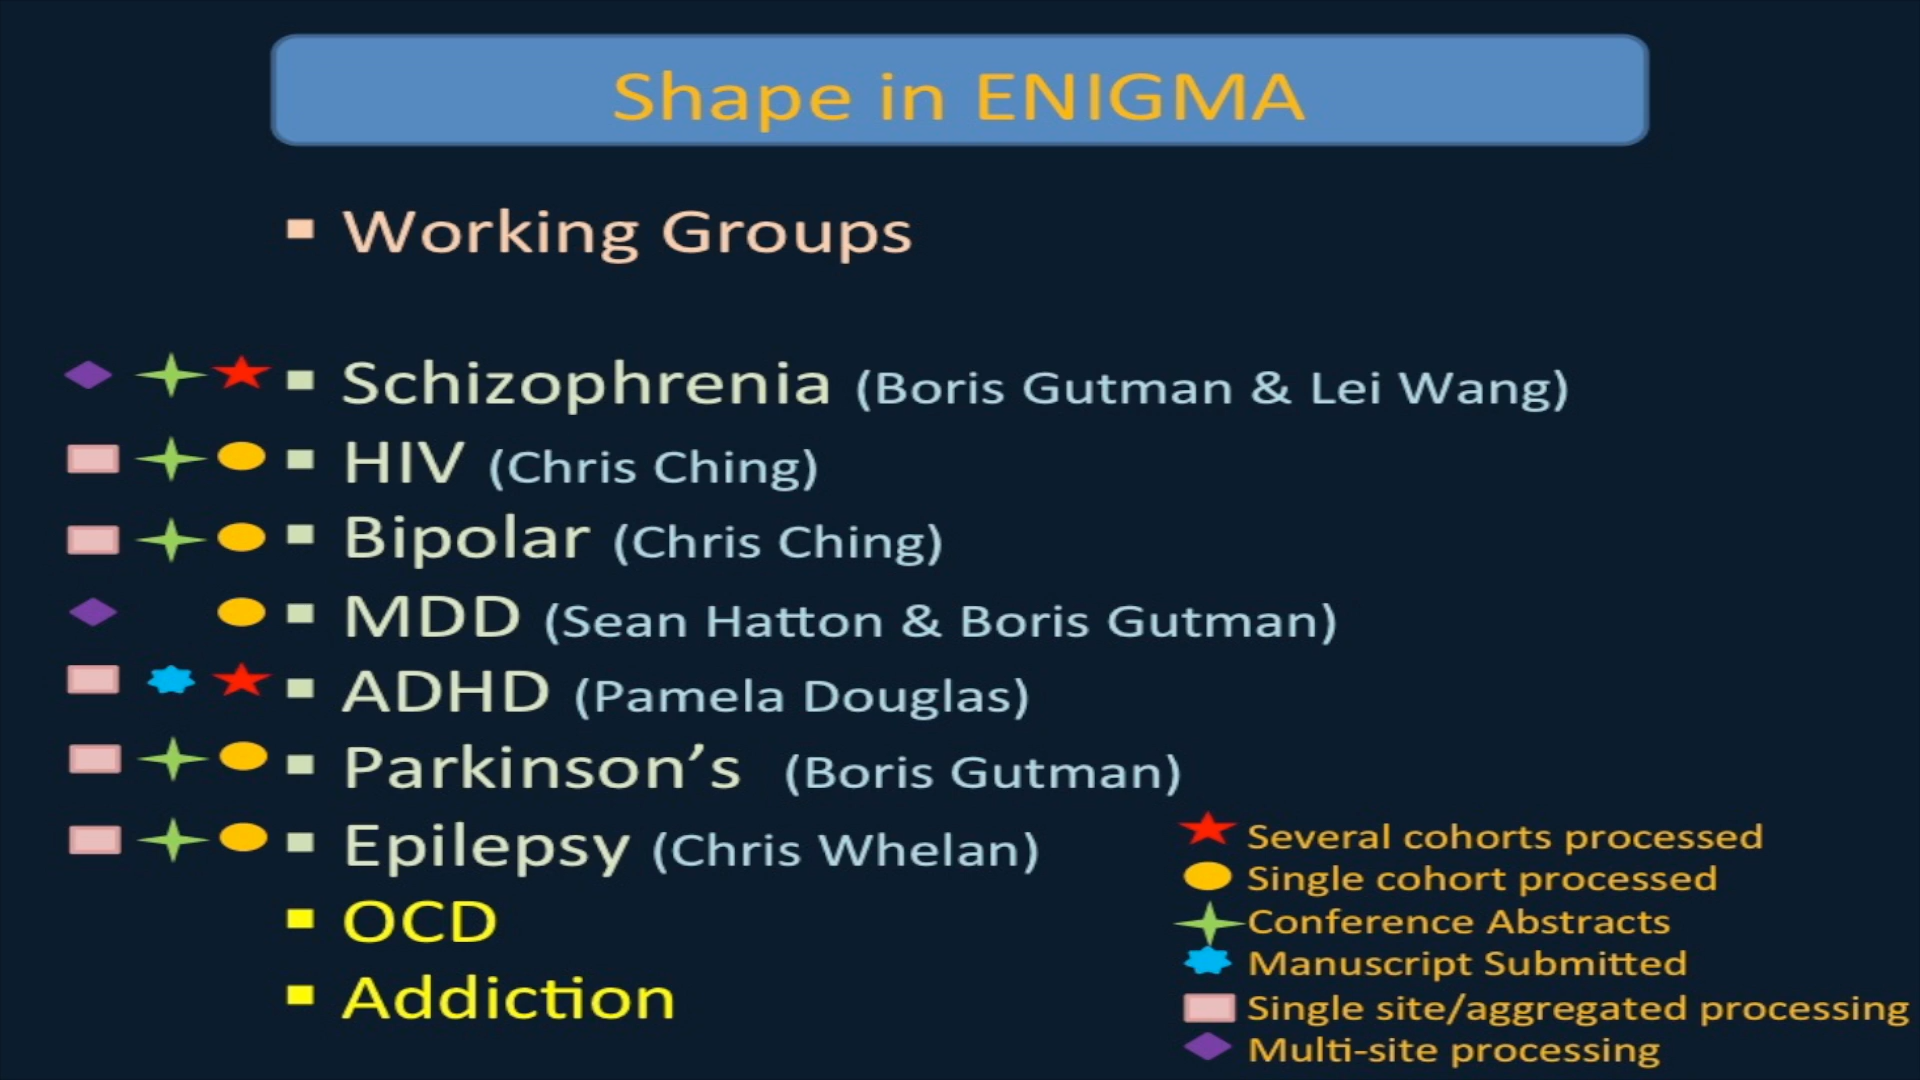 Shape in ENIGMA
Working Groups
Schizophrenia (Boris Gutman & Lei Wang)
HIV (Chris Ching)
Bipolar (Chris Ching)
MDD (Sean Hatton & Boris Gutman)
ADHD (Pamela Douglas)
Parkinson’s (Boris Gutman)
Epilepsy (Chris Whelan)
OCD
Addiction
Several cohorts processed
Single cohort processed
Conference Abstracts
Manuscript Submitted
Single site/aggregated processing
Multi-site processing